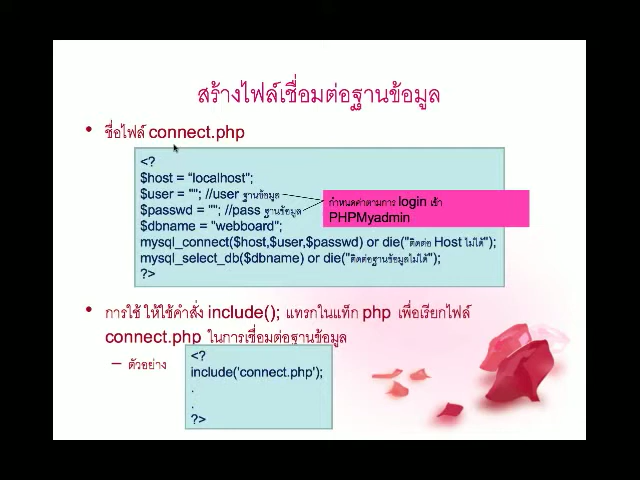 สร้างไฟล์เชื่อมต่อฐานข้อมูล
• ชื่อไฟล์ connect.php
<?
$host = "localhost";
$user = ""; //user ฐานข้อมูล
$passwd = ""; //pass ฐานข้อมูล
กำหนดค่าตามการ login เข้า
PHPMyadmin
$dbname = "webboard";
mysql_connect($host,$user,$passwd) or die("ติดต่อ Host ไม่ได้");
mysql_select_db($dbname) or die("ติดต่อฐานข้อมูลไม่ได้");
?>
• การใช้ ให้ใช้คำสั่ง include(); แทรกในแท็ก php เพื่อเรียกไฟล์
connect.php ในการเชื่อมต่อฐานข้อมูล
– ตัวอย่าง
<?
include('connect.php);
.
.
?>